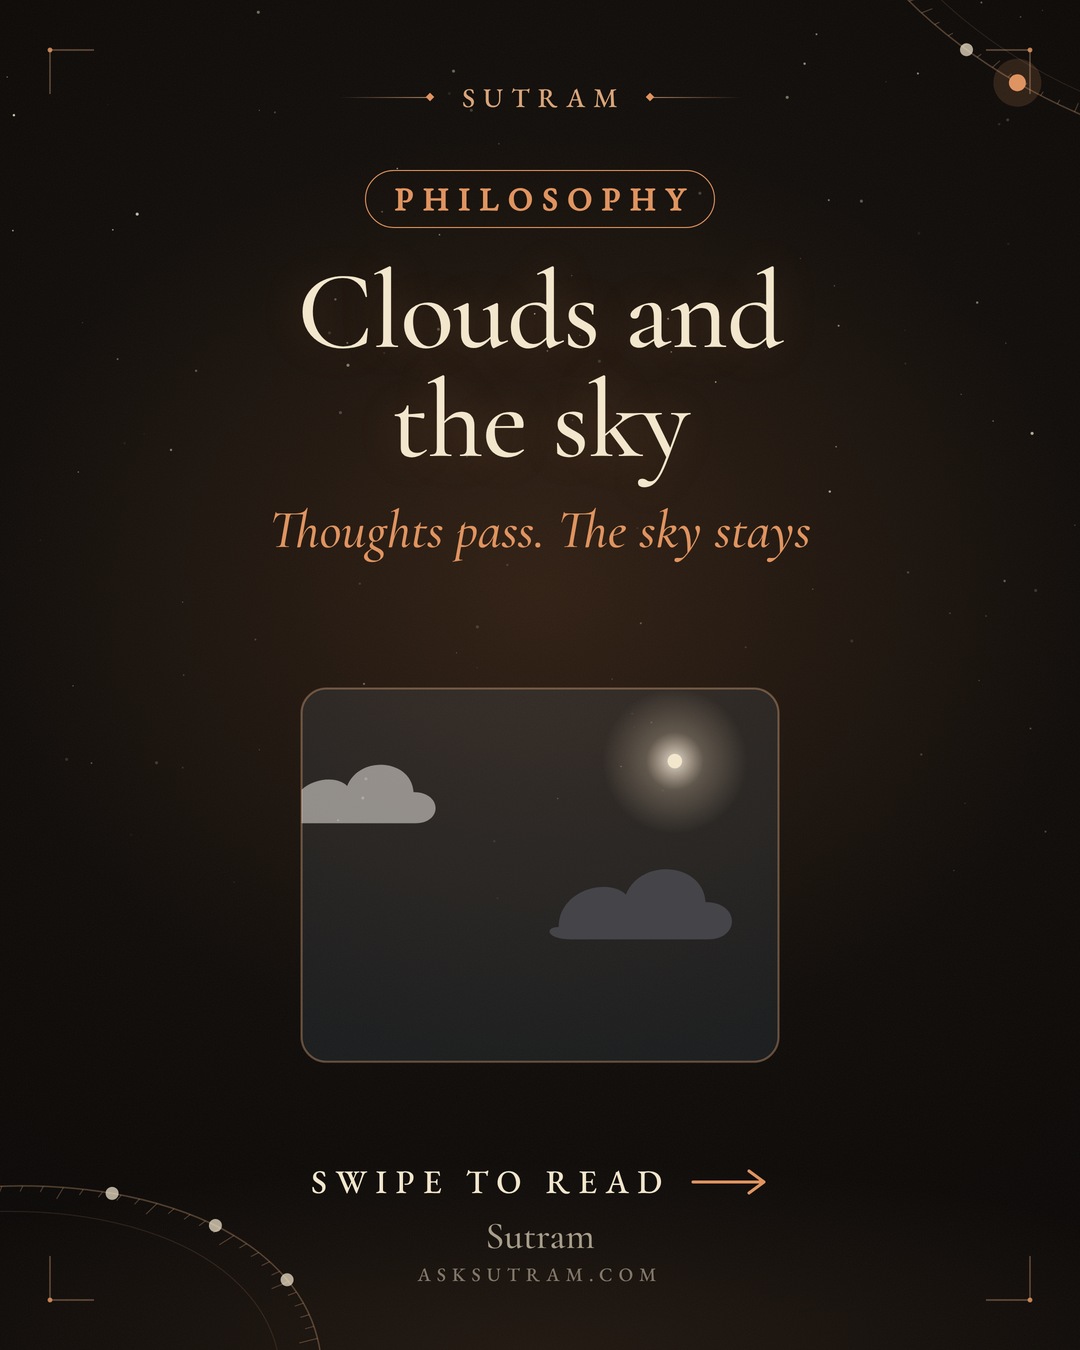 SUTRAM
PHILOSOPHY
Clouds and
the sky
Thoughts pass. The sky stays
SWIPE TO READ
Sutram
ASKSUTRAM.COM